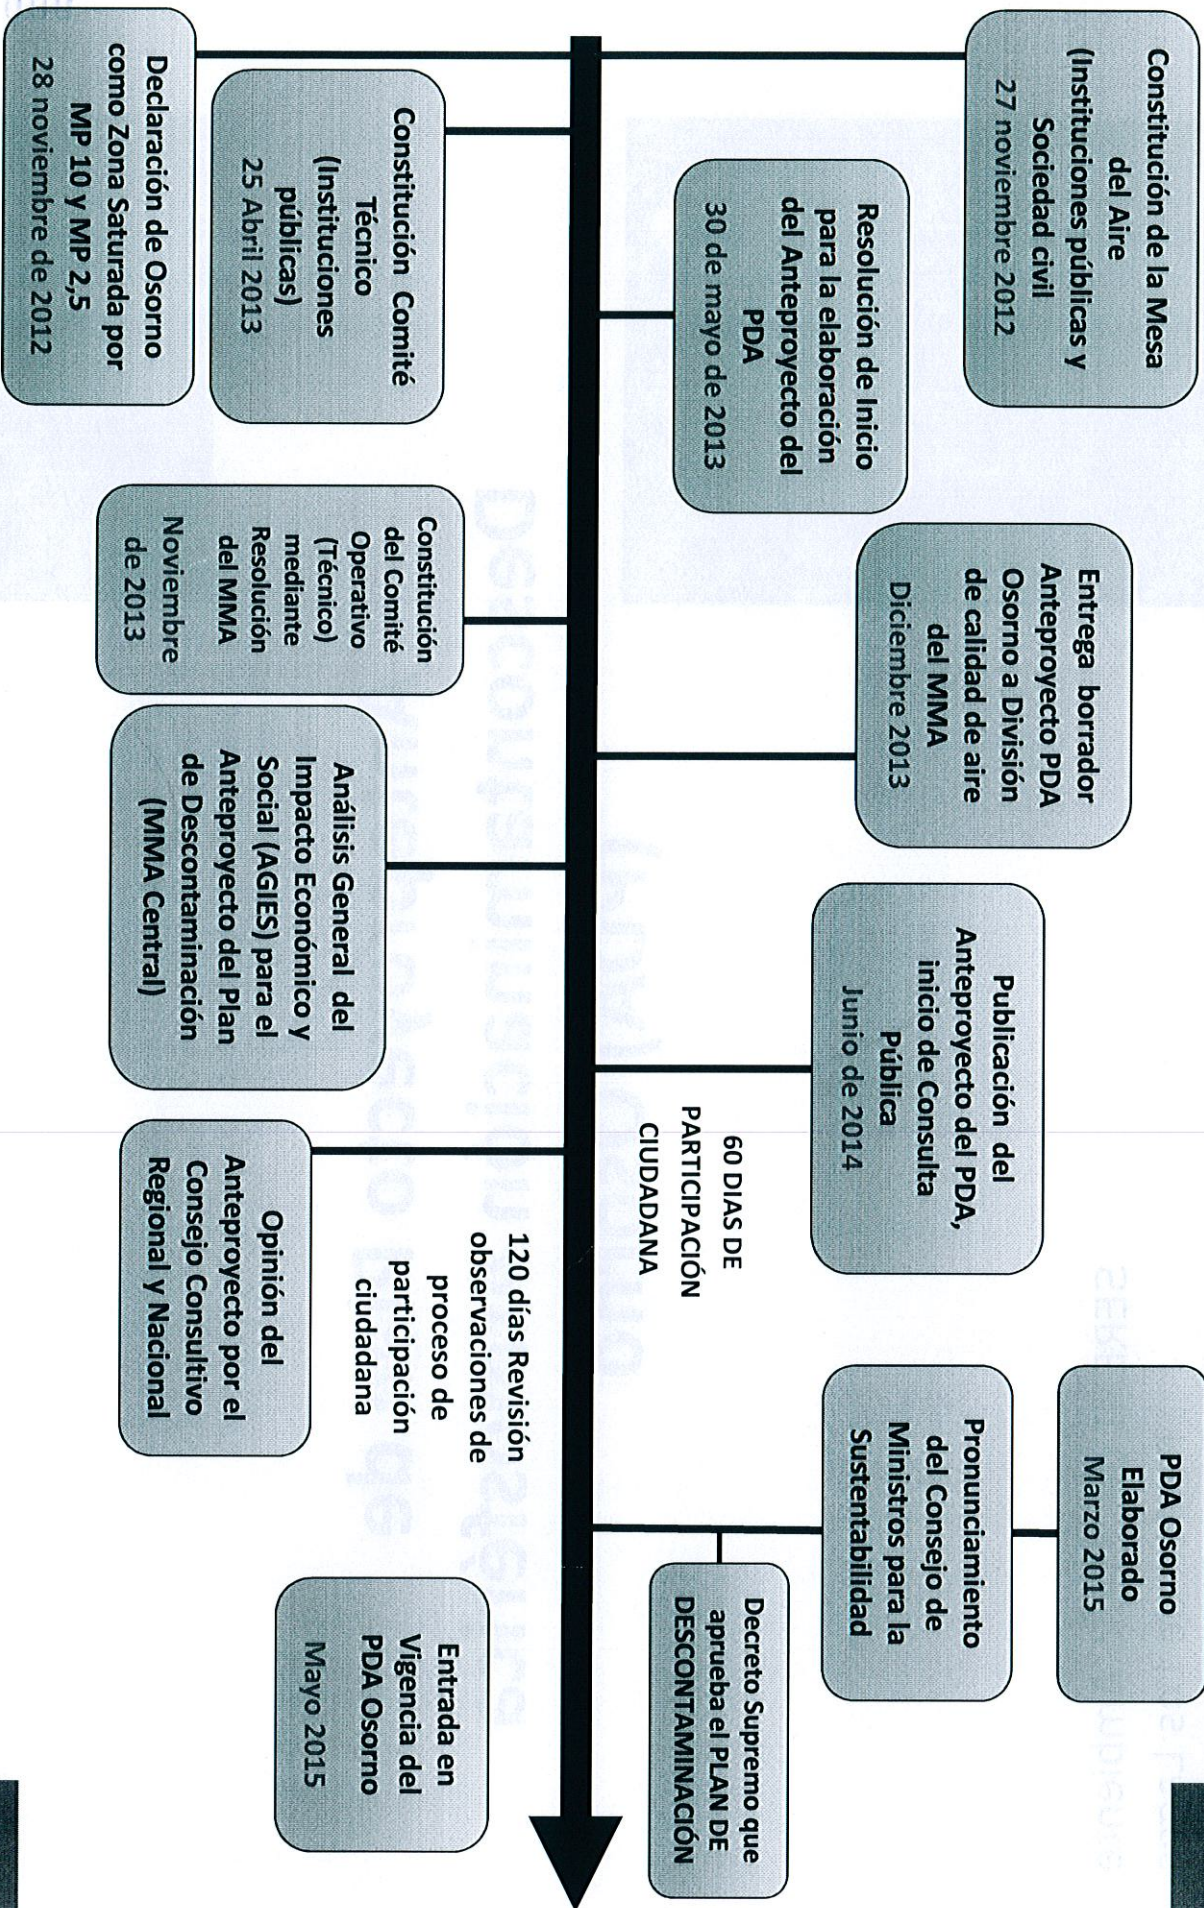 Constitución de la Mesa
del Aire
(Instituciones públicas y
Sociedad civil
27 noviembre 2012
Resolución de Inicio
para la elaboración
del Anteproyecto del
PDA
30 de mayo de 2013
Entrega borrador
Anteproyecto PDA
Osorno a División
de calidad de aire
del MMA
Diciembre 2013
Publicación del
Anteproyecto del PDA,
inicio de Consulta
Pública
Junio de 2014
60 DIAS DE
PARTICIPACIÓN
CIUDADANA
PDA Osorno
Elaborado
Marzo 2015
Pronunciamiento
del Consejo de
Ministros para la
Sustentabilidad
Decreto Supremo que
aprueba el PLAN DE
DESCONTAMINACIÓN
Declaración de Osorno
como Zona Saturada por
MP 10 y MP 2,5
28 noviembre de 2012
Constitución Comité
Técnico
(Instituciones
públicas)
25 Abril 2013
Constitución
del Comité
Operativo
(Técnico)
mediante
Resolución
del MMA
Noviembre
de 2013
Análisis General del
Impacto Económico y
Social (AGIES) para el
Anteproyecto del Plan
de Descontaminación
(MMA Central)
Opinión del
Anteproyecto por el
Consejo Consultivo
Regional y Nacional
120 días Revisión
observaciones de
proceso de
participación
ciudadana
Entrada en
Vigencia del
PDA Osorno
Mayo 2015